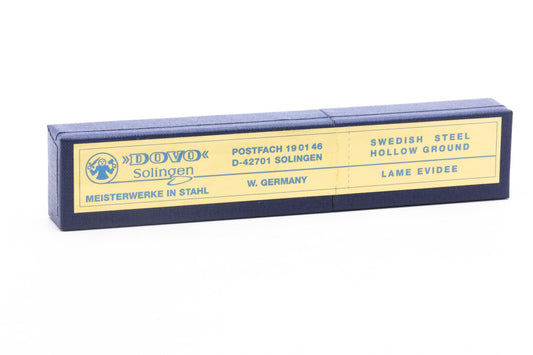 »DOVO«
Solingen
MEISTERWERKE IN STAHL
POSTFACH 19 01 46
D-42701 SOLINGEN
W. GERMANY
SWEDISH STEEL
HOLLOW GROUND
LAME EVIDEE